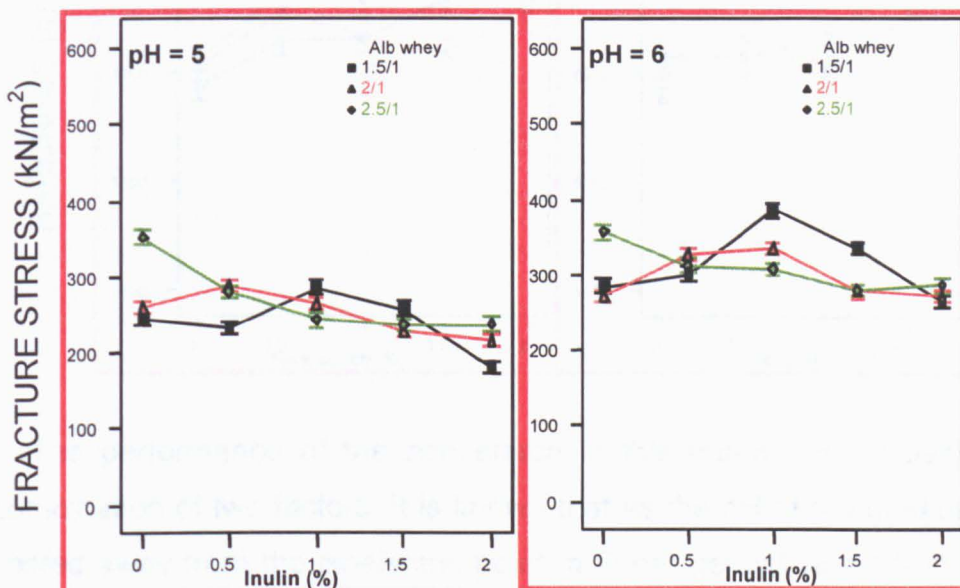 FRACTURE STRESS (kN/m²)
pH = 5
Alb whey
1.5/1
2/1
2.5/1
600
500
400
300
200
100
0
0 0.5 1 1.5 2
Inulin (%)
pH = 6
Alb whey
1.5/1
2/1
2.5/1
600
500
400
300
200
100
0
0 0.5 1 1.5 2
Inulin (%)